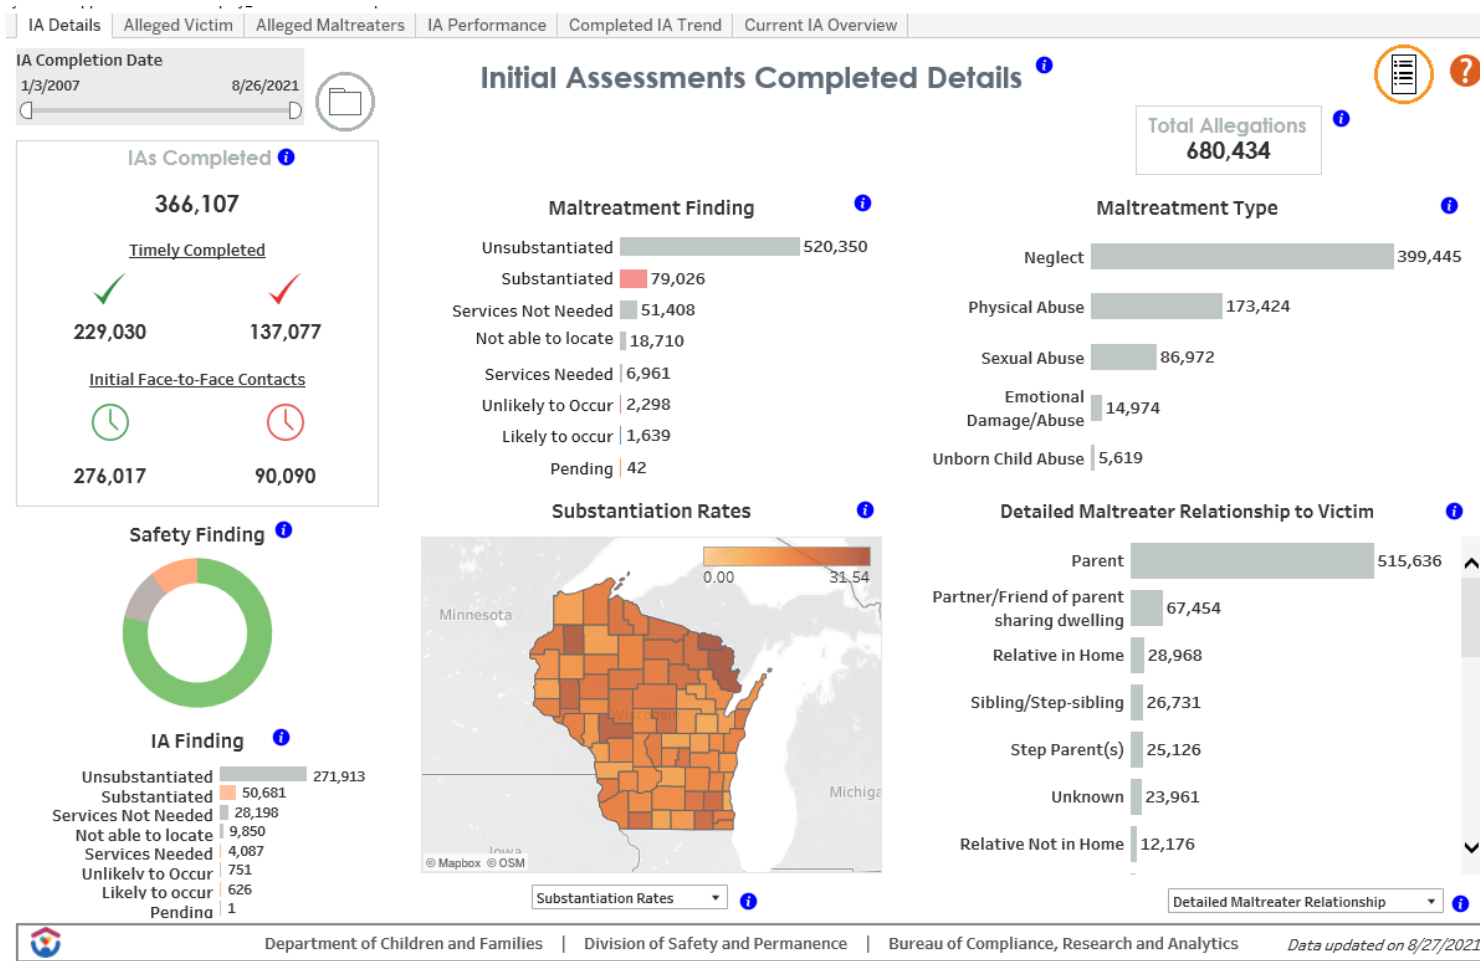 IA Details
Alleged Victim
Alleged Maltreaters
IA Performance
Completed IA Trend
Current IA Overview
IA Completion Date
1/3/2007
8/26/2021
Initial Assessments Completed Details
Total Allegations
680,434
IAs Completed
366,107
Timely Completed
229,030
137,077
Initial Face-to-Face Contacts
276,017
90,090
Maltreatment Finding
Unsubstantiated 520,350
Substantiated 79,026
Services Not Needed 51,408
Not able to locate 18,710
Services Needed 6,961
Unlikely to Occur 2,298
Likely to occur 1,639
Pending 42
Maltreatment Type
Neglect 399,445
Physical Abuse 173,424
Sexual Abuse 86,972
Emotional
Damage/Abuse 14,974
Unborn Child Abuse 5,619
Safety Finding
IA Finding
Unsubstantiated 271,913
Substantiated 50,681
Services Not Needed 28,198
Not able to locate 9,850
Services Needed 4,087
Unlikely to Occur 751
Likely to occur 626
Pending 1
Substantiation Rates
0.00
31.54
Minnesota
Wisconsin
Michiga
Iowa
© Mapbox © OSM
Substantiation Rates
Detailed Maltreater Relationship to Victim
Parent 515,636
Partner/Friend of parent
sharing dwelling 67,454
Relative in Home 28,968
Sibling/Step-sibling 26,731
Step Parent(s) 25,126
Unknown 23,961
Relative Not in Home 12,176
Detailed Maltreater Relationship
Department of Children and Families | Division of Safety and Permanence | Bureau of Compliance, Research and Analytics
Data updated on 8/27/2021